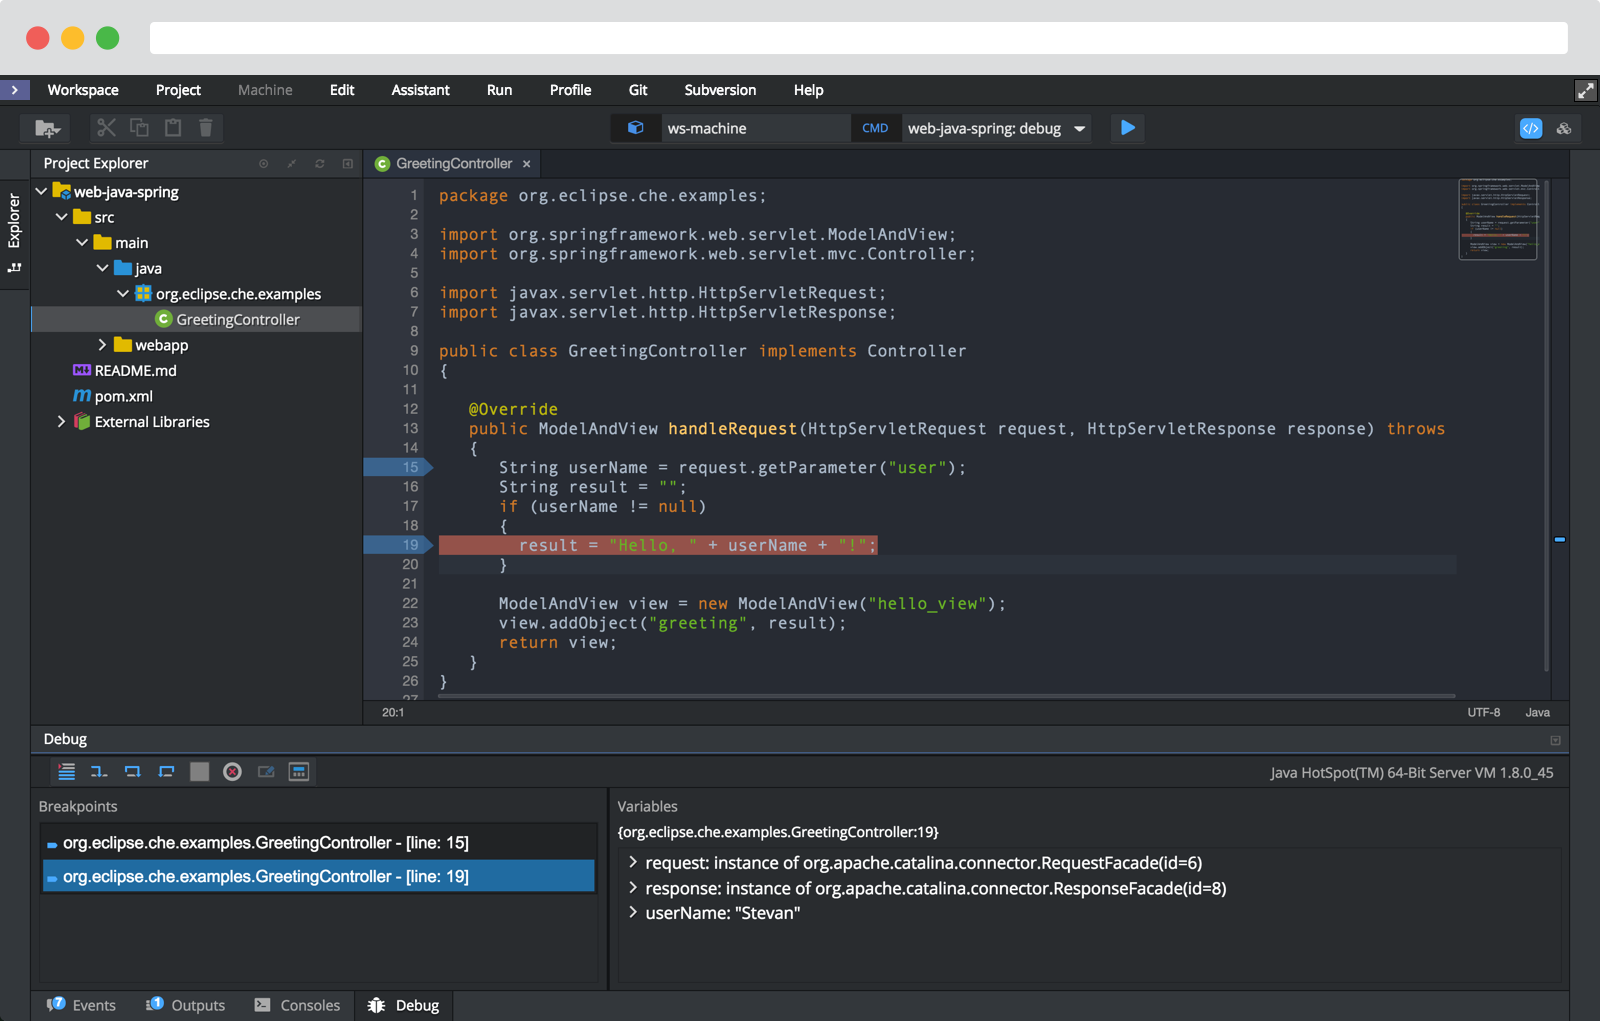 Workspace Project Machine Edit Assistant Run Profile Git Subversion Help
ws-machine CMD web-java-spring: debug
Project Explorer
GreetingController ×
Explorer
web-java-spring
src
main
java
org.eclipse.che.examples
GreetingController
webapp
README.md
pom.xml
External Libraries
1 package org.eclipse.che.examples;
2
3 import org.springframework.web.servlet.ModelAndView;
4 import org.springframework.web.servlet.mvc.Controller;
5
6 import javax.servlet.http.HttpServletRequest;
7 import javax.servlet.http.HttpServletResponse;
8
9 public class GreetingController implements Controller
10 {
11
12 @Override
13 public ModelAndView handleRequest(HttpServletRequest request, HttpServletResponse response) throws
14 {
15 String userName = request.getParameter("user");
16 String result = "";
17 if (userName != null)
18 {
19 result = "Hello, " + userName + "!";
20 }
21
22 ModelAndView view = new ModelAndView("hello_view");
23 view.addObject("greeting", result);
24 return view;
25 }
26 }
27
20:1 UTF-8 Java
Debug
Java HotSpot(TM) 64-Bit Server VM 1.8.0_45
Breakpoints
org.eclipse.che.examples.GreetingController - [line: 15]
org.eclipse.che.examples.GreetingController - [line: 19]
Variables
{org.eclipse.che.examples.GreetingController:19}
request: instance of org.apache.catalina.connector.RequestFacade(id=6)
response: instance of org.apache.catalina.connector.ResponseFacade(id=8)
userName: "Stevan"
7 Events 1 Outputs Consoles Debug